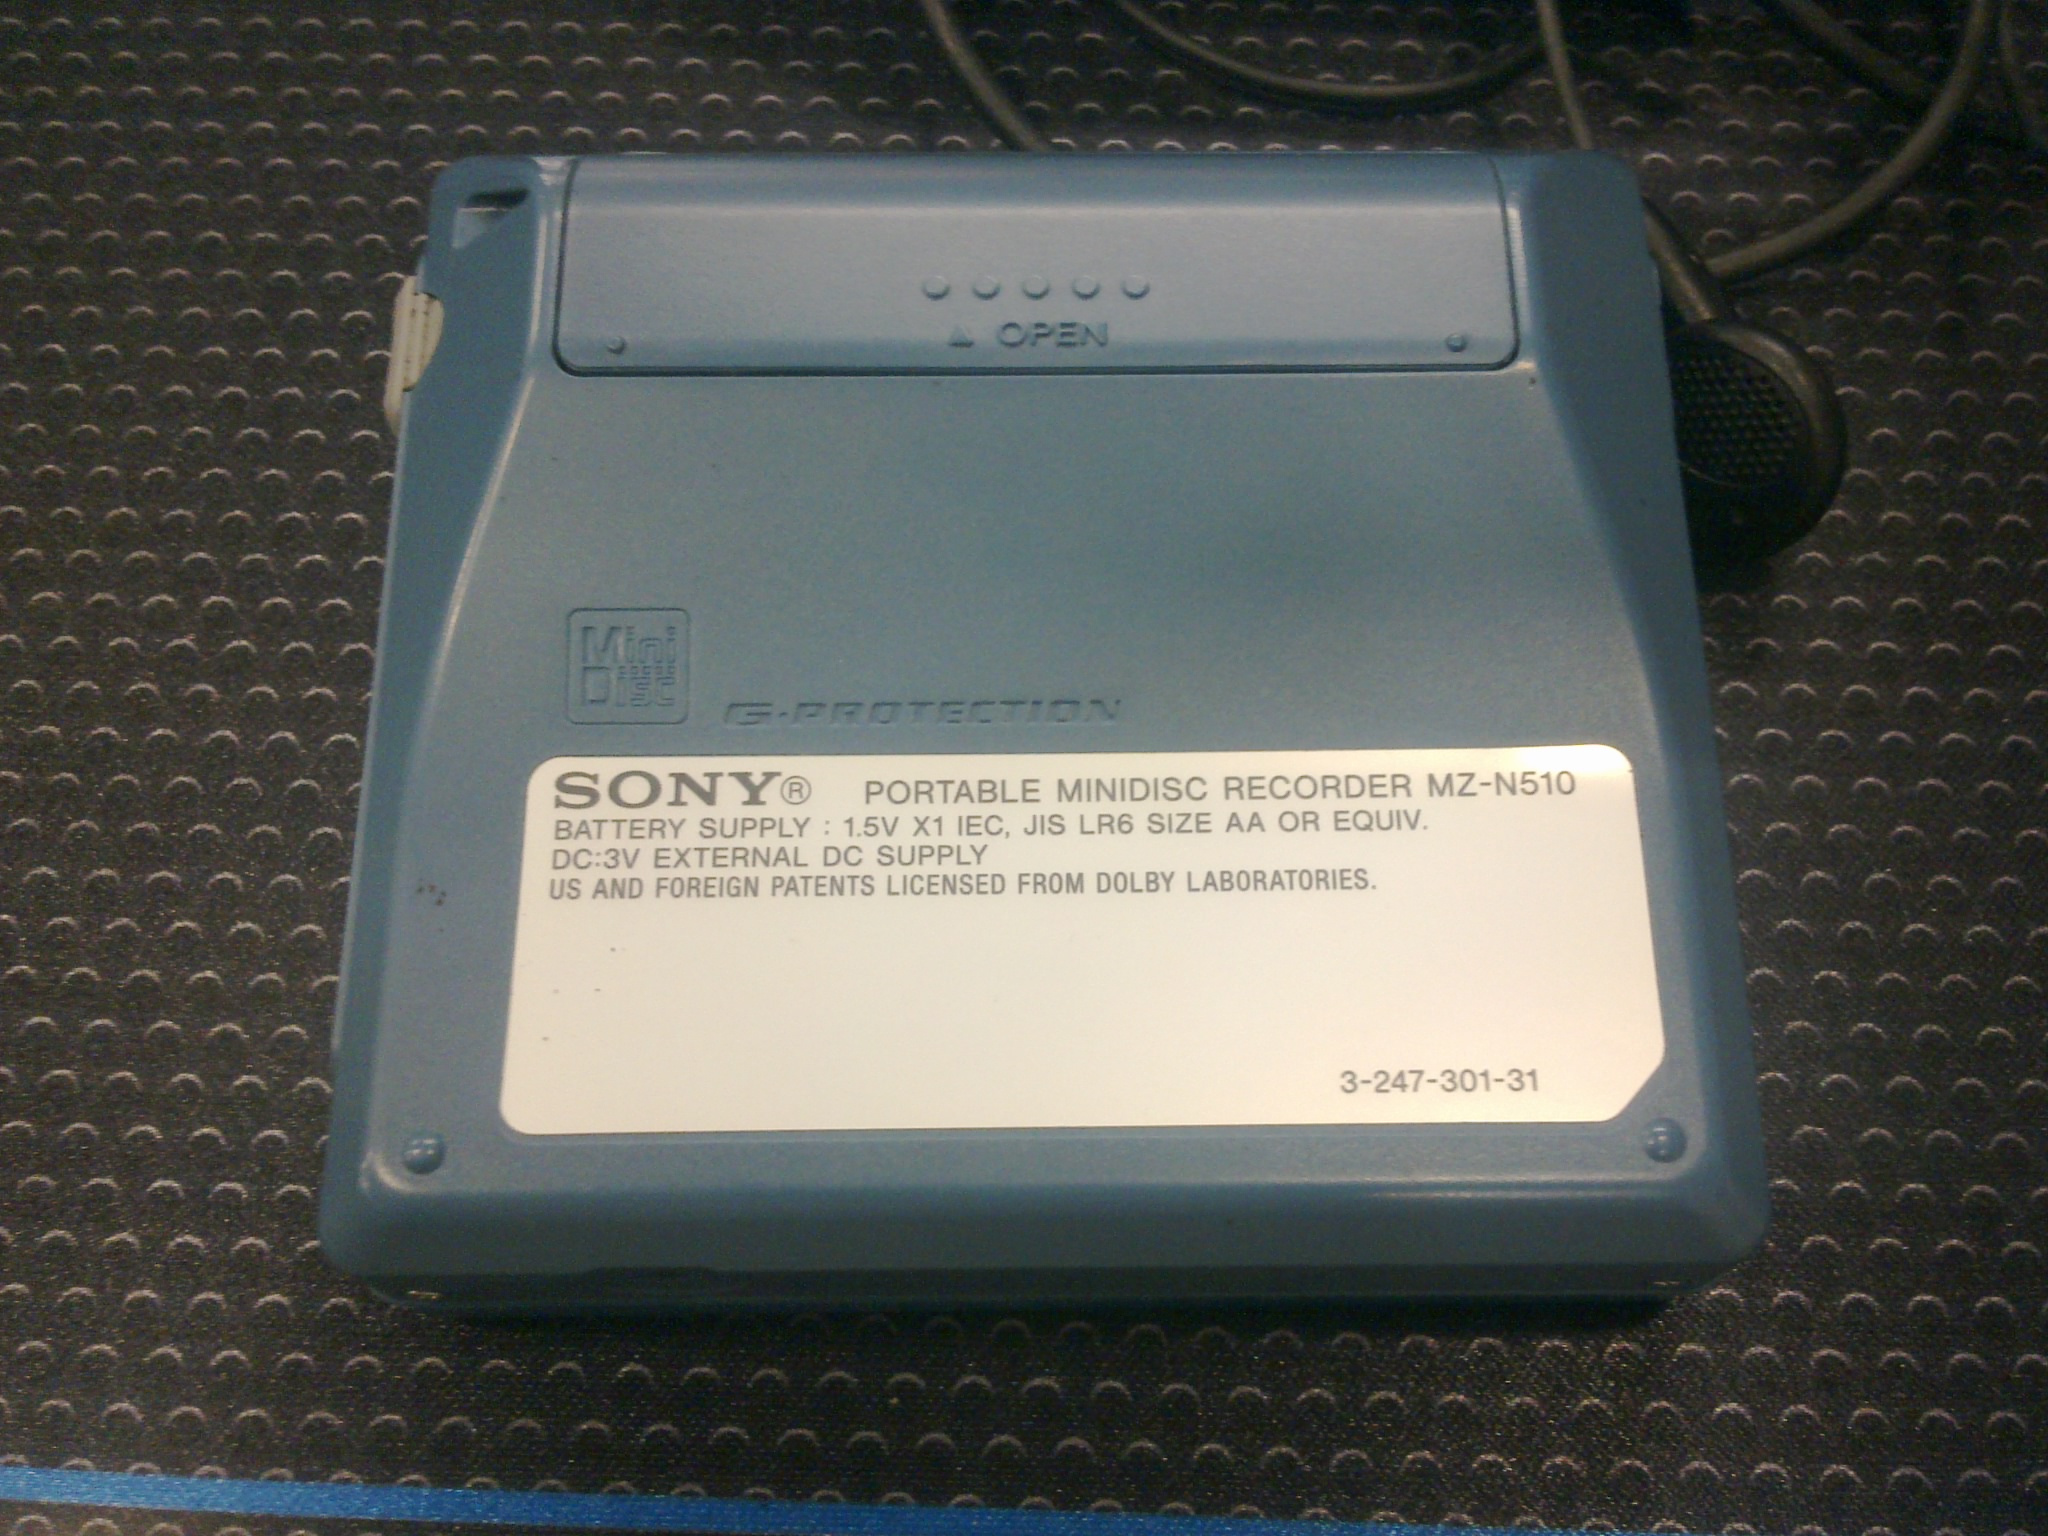 ▲ OPEN
Mini
Disc
G·PROTECTION
SONY® PORTABLE MINIDISC RECORDER MZ-N510
BATTERY SUPPLY : 1.5V X1 IEC, JIS LR6 SIZE AA OR EQUIV.
DC:3V EXTERNAL DC SUPPLY
US AND FOREIGN PATENTS LICENSED FROM DOLBY LABORATORIES.
3-247-301-31